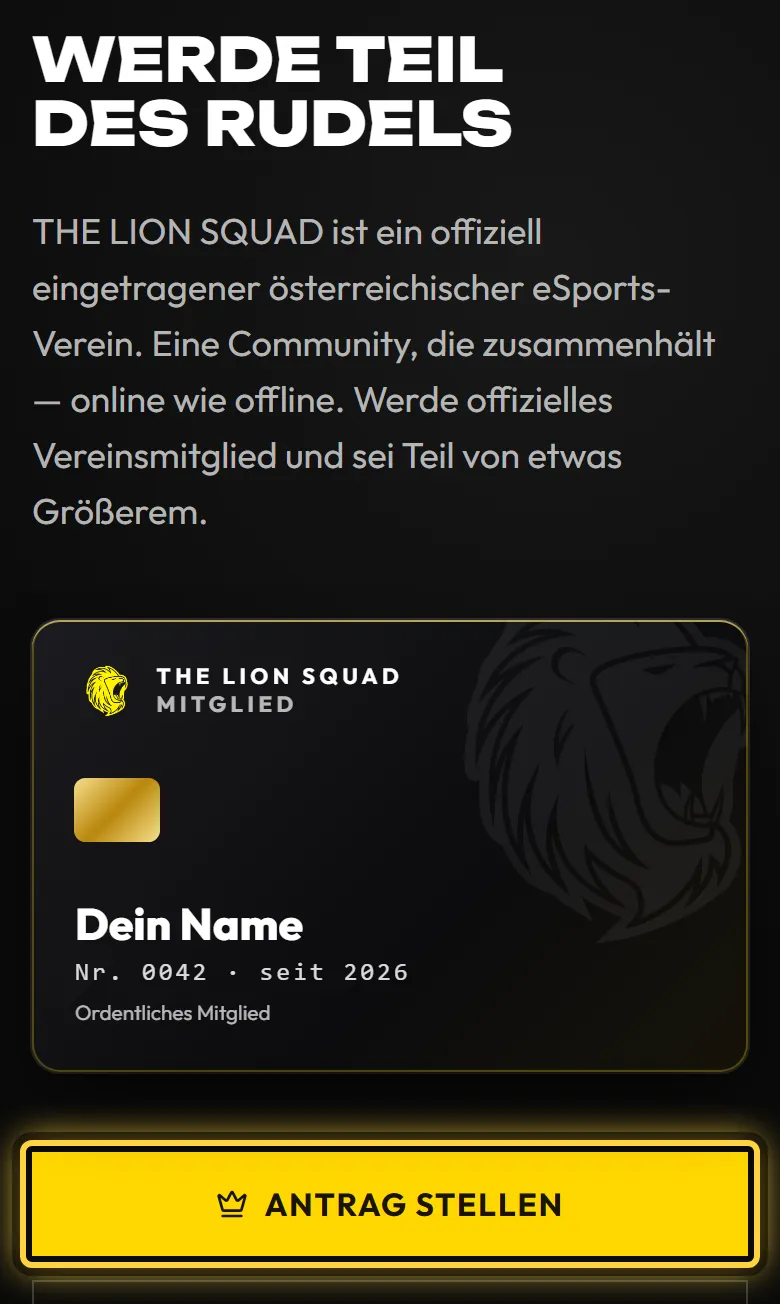 WERDE TEIL
DES RUDELS
THE LION SQUAD ist ein offiziell
eingetragener österreichischer eSports-
Verein. Eine Community, die zusammenhält
— online wie offline. Werde offizielles
Vereinsmitglied und sei Teil von etwas
Größerem.
THE LION SQUAD
MITGLIED
Dein Name
Nr. 0042 · seit 2026
Ordentliches Mitglied
ANTRAG STELLEN